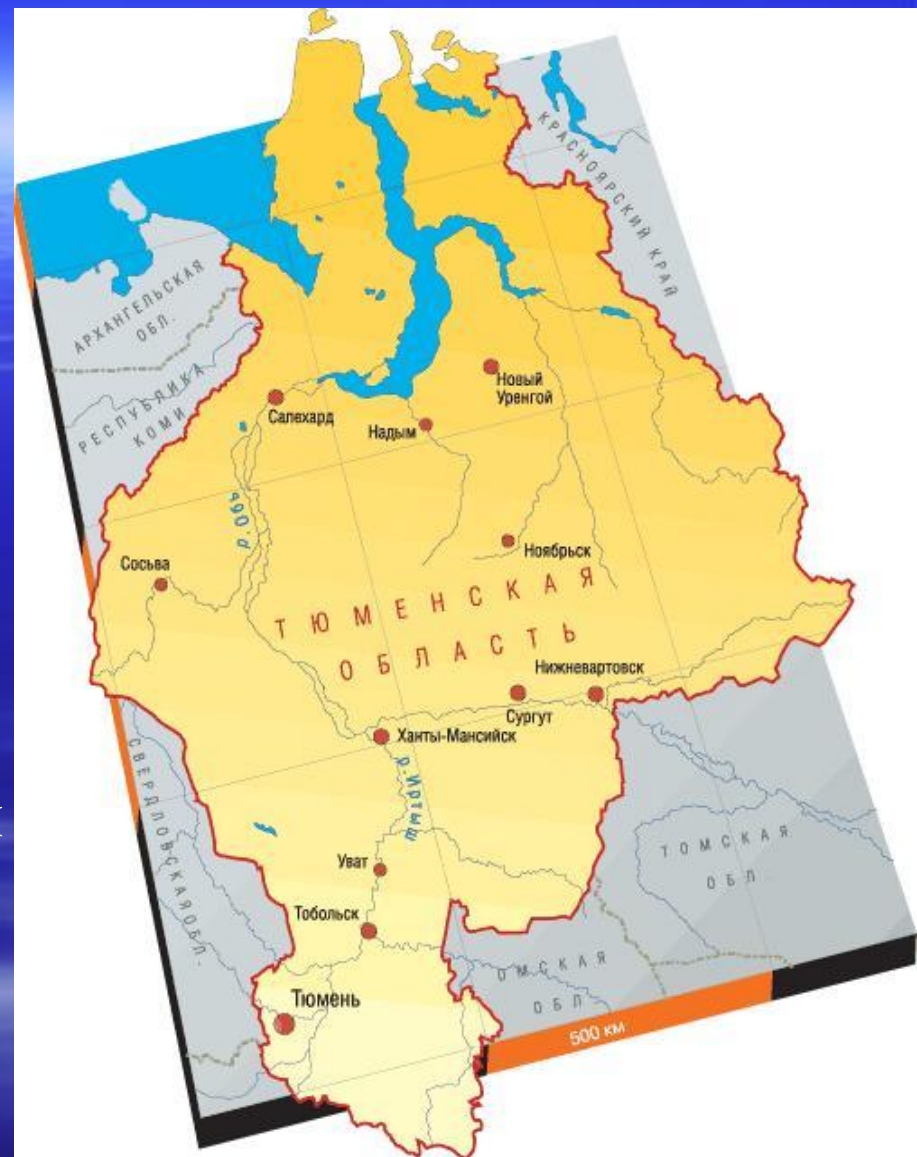 КРАСНОЯРСКИЙ КРАЙ
АРХАНГЕЛЬСКАЯ
ОБЛ.
РЕСПУБЛИКА
КОМИ
Салехард
Новый
Уренгой
Надым
р.Обь
Ноябрьск
Сосьва
ТЮМЕНСКАЯ
ОБЛАСТЬ
Нижневартовск
Сургут
Ханты-Мансийск
р.Иртыш
СВЕРДЛОВСКАЯ ОБЛ.
ТОМСКАЯ
ОБЛ.
Уват
Тобольск
ОМСКАЯ
ОБЛ
Тюмень
500 км